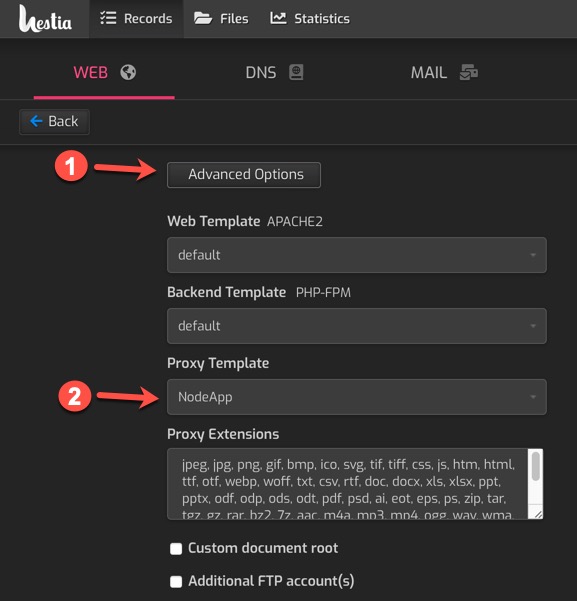 hestia
Records
Files
Statistics
WEB
DNS
MAIL
Back
1
Advanced Options
Web Template APACHE2
default
Backend Template PHP-FPM
default
Proxy Template
2
NodeApp
Proxy Extensions
jpeg, jpg, png, gif, bmp, ico, svg, tif, tiff, css, js, htm, html,
ttf, otf, webp, woff, txt, csv, rtf, doc, docx, xls, xlsx, ppt,
pptx, odf, odp, ods, odt, pdf, psd, ai, eot, eps, ps, zip, tar,
tgz, gz, rar, bz2, 7z, aac, m4a, mp3, mp4, ogg, wav, wma,
Custom document root
Additional FTP account(s)